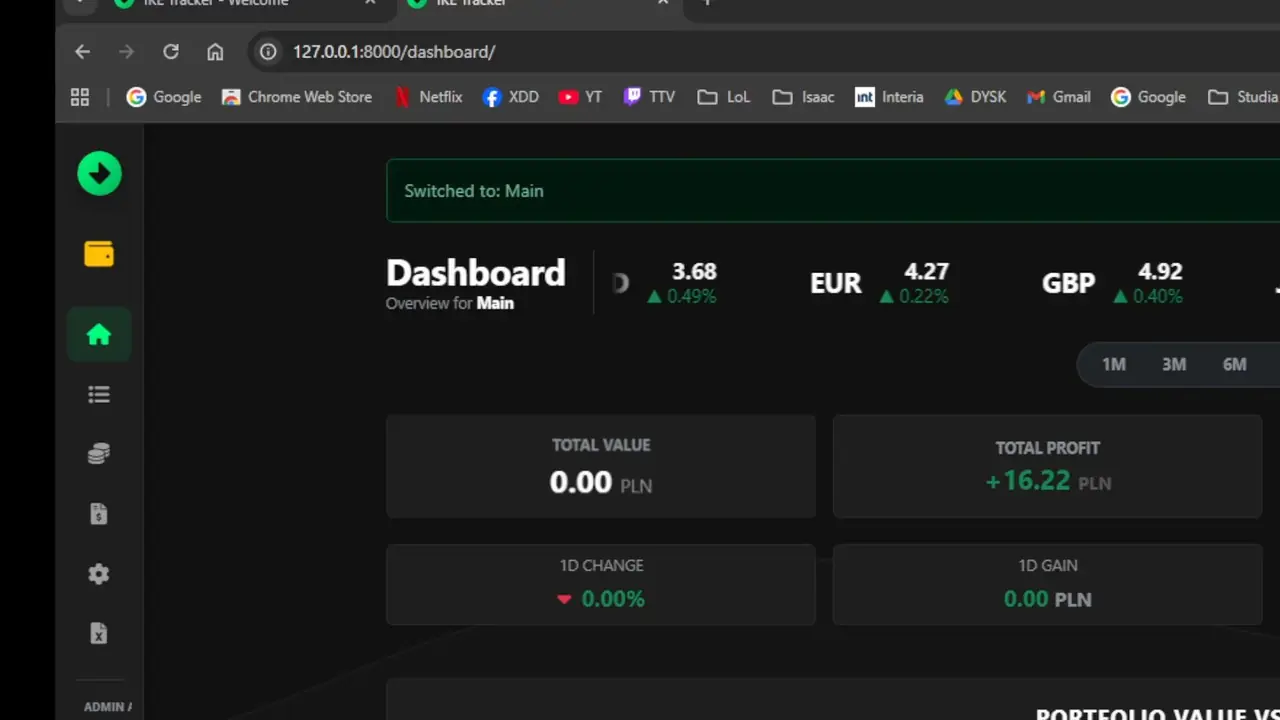 IKE Tracker - Welcome
IKE Tracker
127.0.0.1:8000/dashboard/
Google
Chrome Web Store
Netflix
XDD
YT
TTV
LoL
Isaac
int Interia
DYSK
Gmail
Google
Studia
Switched to: Main
Dashboard
Overview for Main
D
3.68
▲ 0.49%
EUR
4.27
▲ 0.22%
GBP
4.92
▲ 0.40%
1M
3M
6M
TOTAL VALUE
0.00 PLN
TOTAL PROFIT
+16.22 PLN
1D CHANGE
0.00%
1D GAIN
0.00 PLN
ADMIN
PORTFOLIO VALUE VS